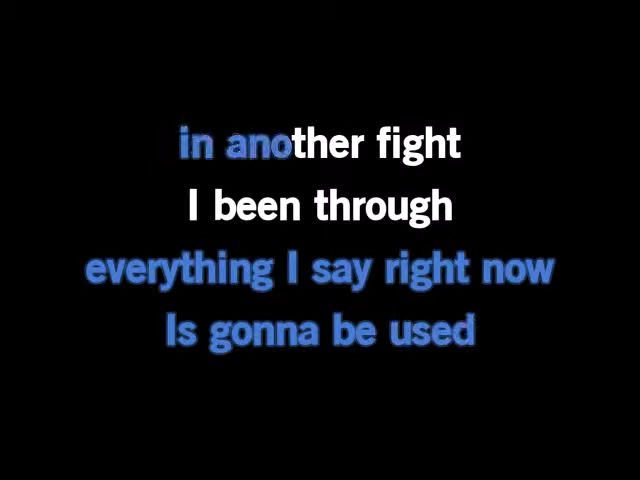 in another fight
I been through
everything I say right now
Is gonna be used